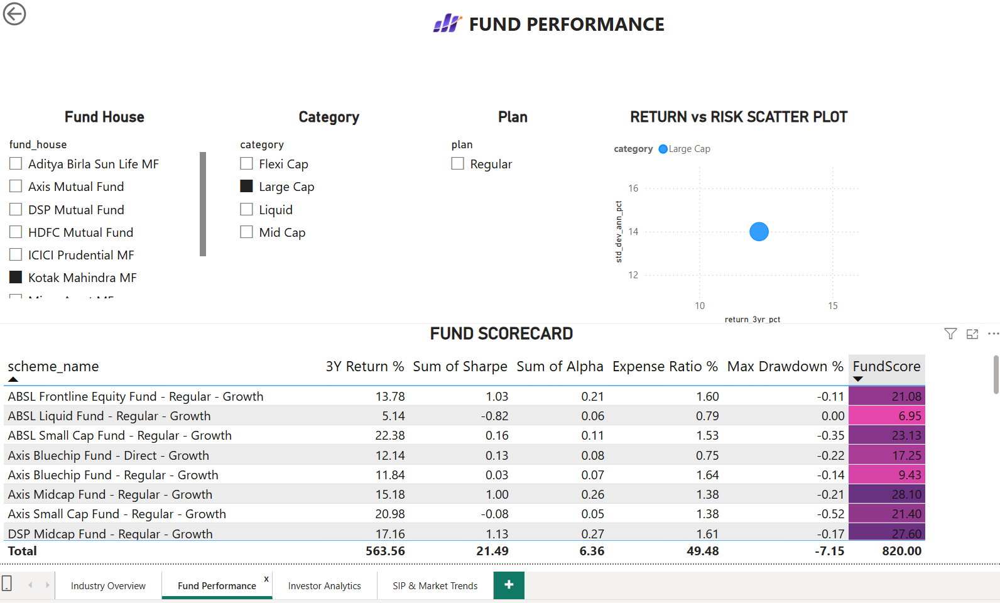 FUND PERFORMANCE
Fund House
fund_house
Aditya Birla Sun Life MF
Axis Mutual Fund
DSP Mutual Fund
HDFC Mutual Fund
ICICI Prudential MF
Kotak Mahindra MF
Category
category
Flexi Cap
Large Cap
Liquid
Mid Cap
Plan
plan
Regular
RETURN vs RISK SCATTER PLOT
category Large Cap
std_dev_ann_pct
16
14
12
10 15
return_3yr_pct
FUND SCORECARD
scheme_name 3Y Return % Sum of Sharpe Sum of Alpha Expense Ratio % Max Drawdown % FundScore
ABSL Frontline Equity Fund - Regular - Growth 13.78 1.03 0.21 1.60 -0.11 21.08
ABSL Liquid Fund - Regular - Growth 5.14 -0.82 0.06 0.79 0.00 6.95
ABSL Small Cap Fund - Regular - Growth 22.38 0.16 0.11 1.53 -0.35 23.13
Axis Bluechip Fund - Direct - Growth 12.14 0.13 0.08 0.75 -0.22 17.25
Axis Bluechip Fund - Regular - Growth 11.84 0.03 0.07 1.64 -0.14 9.43
Axis Midcap Fund - Regular - Growth 15.18 1.00 0.26 1.38 -0.21 28.10
Axis Small Cap Fund - Regular - Growth 20.98 -0.08 0.05 1.38 -0.52 21.40
DSP Midcap Fund - Regular - Growth 17.16 1.13 0.27 1.61 -0.17 27.60
Total 563.56 21.49 6.36 49.48 -7.15 820.00
Industry Overview Fund Performance x Investor Analytics SIP & Market Trends +